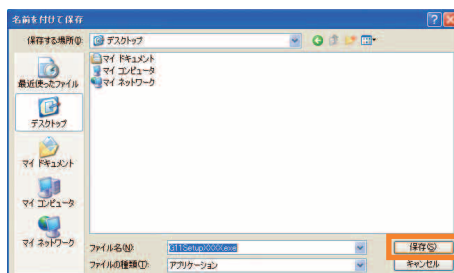 名前を付けて保存
保存する場所(I):
デスクトップ
マイ ドキュメント
マイ コンピュータ
マイ ネットワーク
最近使ったファイル
デスクトップ
マイ ドキュメント
マイ コンピュータ
マイ ネットワーク
ファイル名(N):
311SetupXXXX.exe
保存(S)
ファイルの種類(T):
アプリケーション
キャンセル